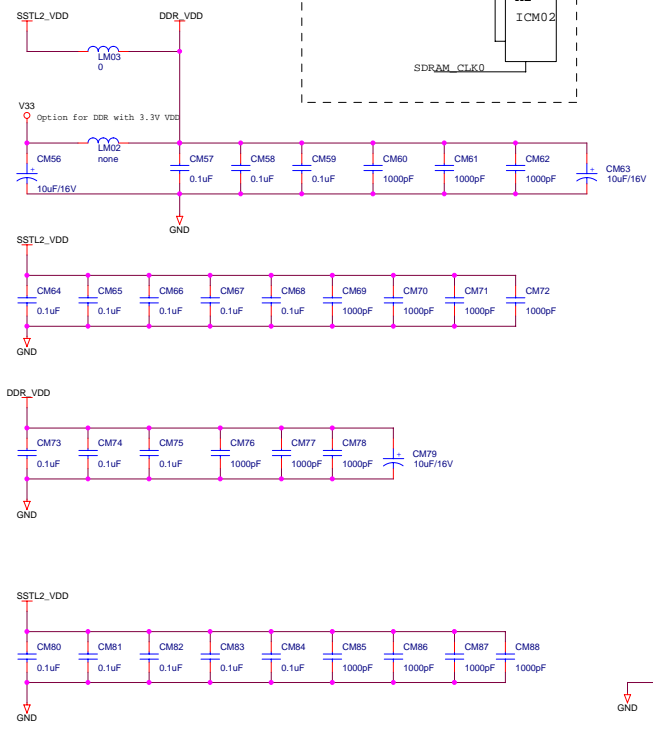 ICM02
SDRAM_CLK0
SSTL2_VDD
DDR_VDD
LM03
0
V33
Option for DDR with 3.3V VDD
LM02
none
CM56
10uF/16V
CM57
0.1uF
CM58
0.1uF
CM59
0.1uF
CM60
1000pF
CM61
1000pF
CM62
1000pF
CM63
10uF/16V
GND
SSTL2_VDD
CM64
0.1uF
CM65
0.1uF
CM66
0.1uF
CM67
0.1uF
CM68
0.1uF
CM69
1000pF
CM70
1000pF
CM71
1000pF
CM72
1000pF
GND
DDR_VDD
CM73
0.1uF
CM74
0.1uF
CM75
0.1uF
CM76
1000pF
CM77
1000pF
CM78
1000pF
CM79
10uF/16V
GND
SSTL2_VDD
CM80
0.1uF
CM81
0.1uF
CM82
0.1uF
CM83
0.1uF
CM84
0.1uF
CM85
1000pF
CM86
1000pF
CM87
1000pF
CM88
1000pF
GND
GND